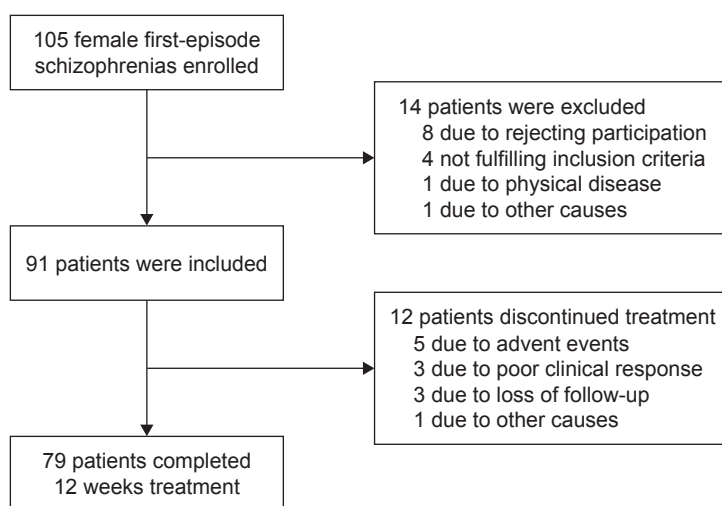 105 female first-episode
schizophrenias enrolled
14 patients were excluded
8 due to rejecting participation
4 not fulfilling inclusion criteria
1 due to physical disease
1 due to other causes
91 patients were included
12 patients discontinued treatment
5 due to advent events
3 due to poor clinical response
3 due to loss of follow-up
1 due to other causes
79 patients completed
12 weeks treatment